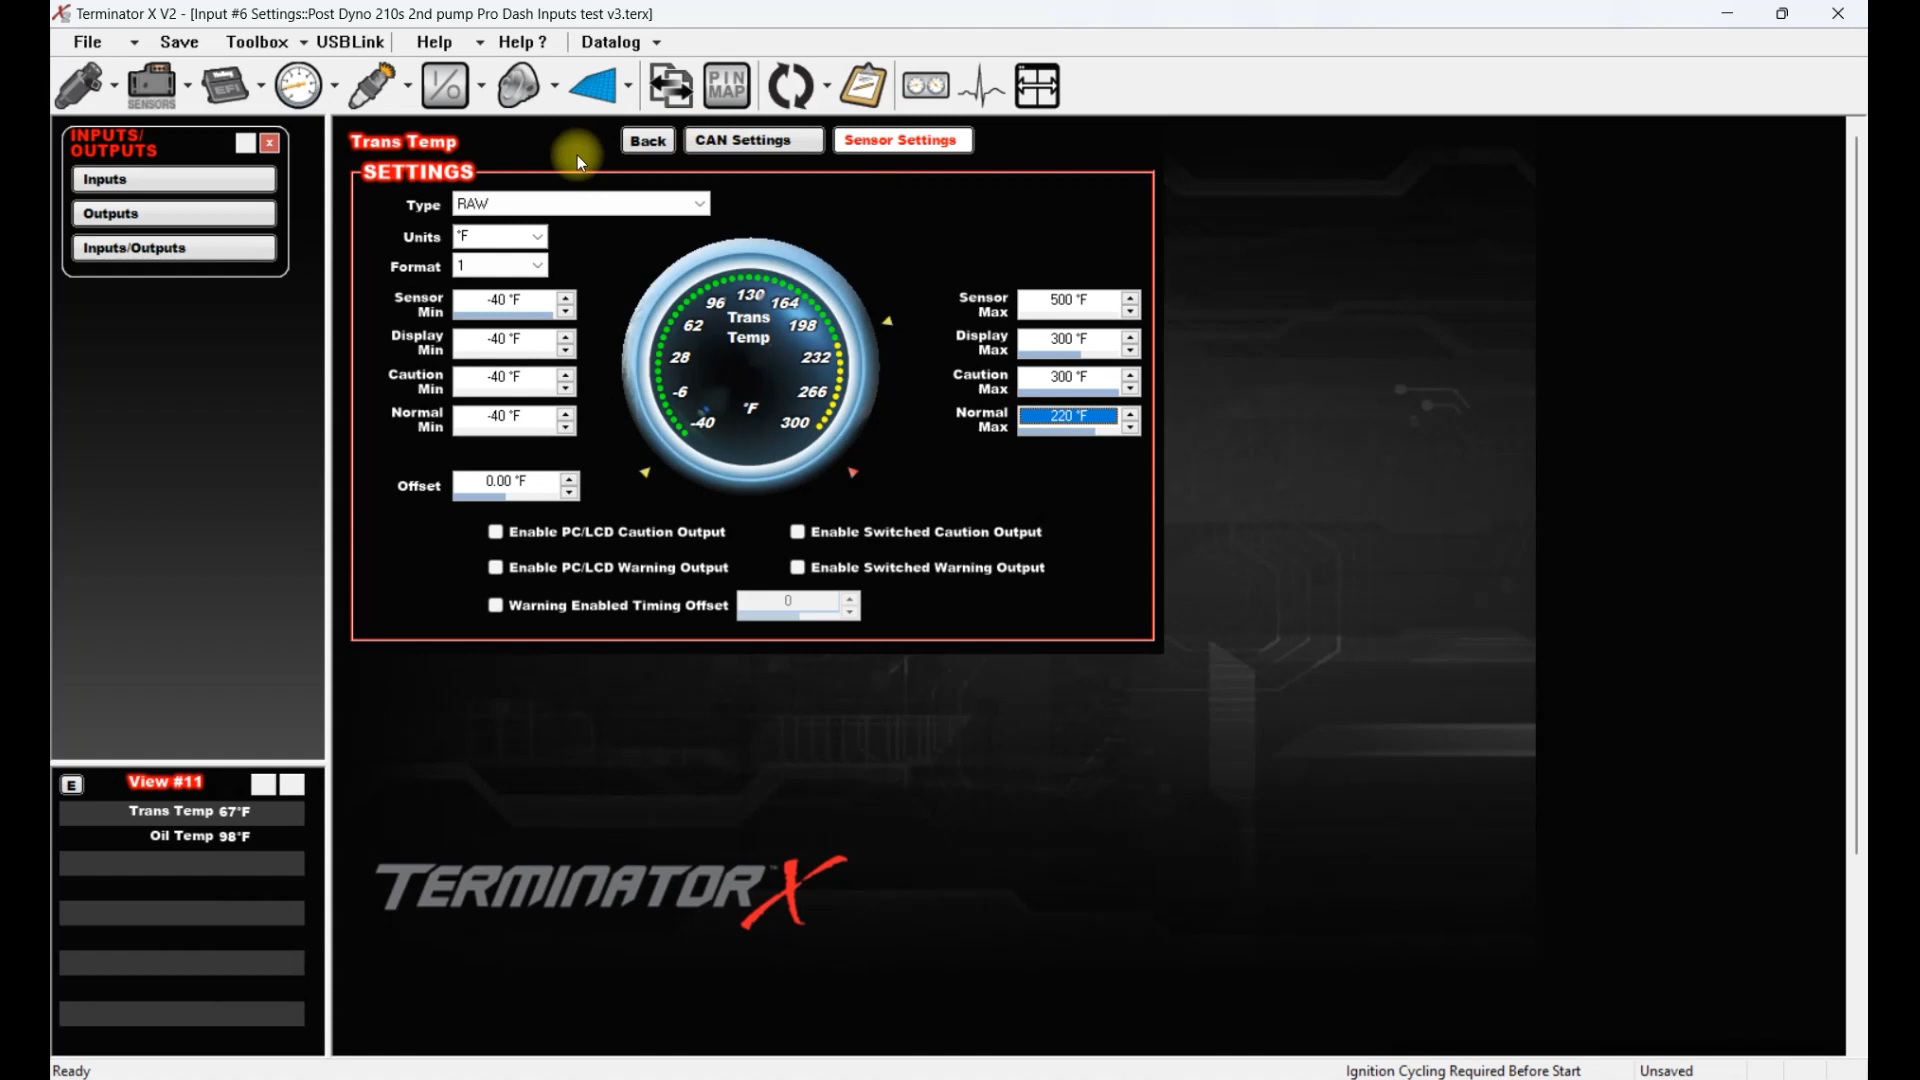 Terminator X V2 - [Input #6 Settings::Post Dyno 210s 2nd pump Pro Dash Inputs test v3.terx]
File Save Toolbox USBLink Help Help ? Datalog
SENSORS
EFI
I/O
PIN
MAP
INPUTS/
OUTPUTS
x
Inputs
Outputs
Inputs/Outputs
Trans Temp Back CAN Settings Sensor Settings
SETTINGS
Type RAW
Units °F
Format 1
Sensor
Min -40 °F
Display
Min -40 °F
Caution
Min -40 °F
Normal
Min -40 °F
Offset 0.00 °F
130
96 164
Trans
Temp
62 198
28 232
-6 266
°F
-40 300
Sensor
Max 500 °F
Display
Max 300 °F
Caution
Max 300 °F
Normal
Max 220 °F
Enable PC/LCD Caution Output Enable Switched Caution Output
Enable PC/LCD Warning Output Enable Switched Warning Output
Warning Enabled Timing Offset 0
E View #11
Trans Temp 67°F
Oil Temp 98°F
TERMINATOR X
Ready Ignition Cycling Required Before Start Unsaved